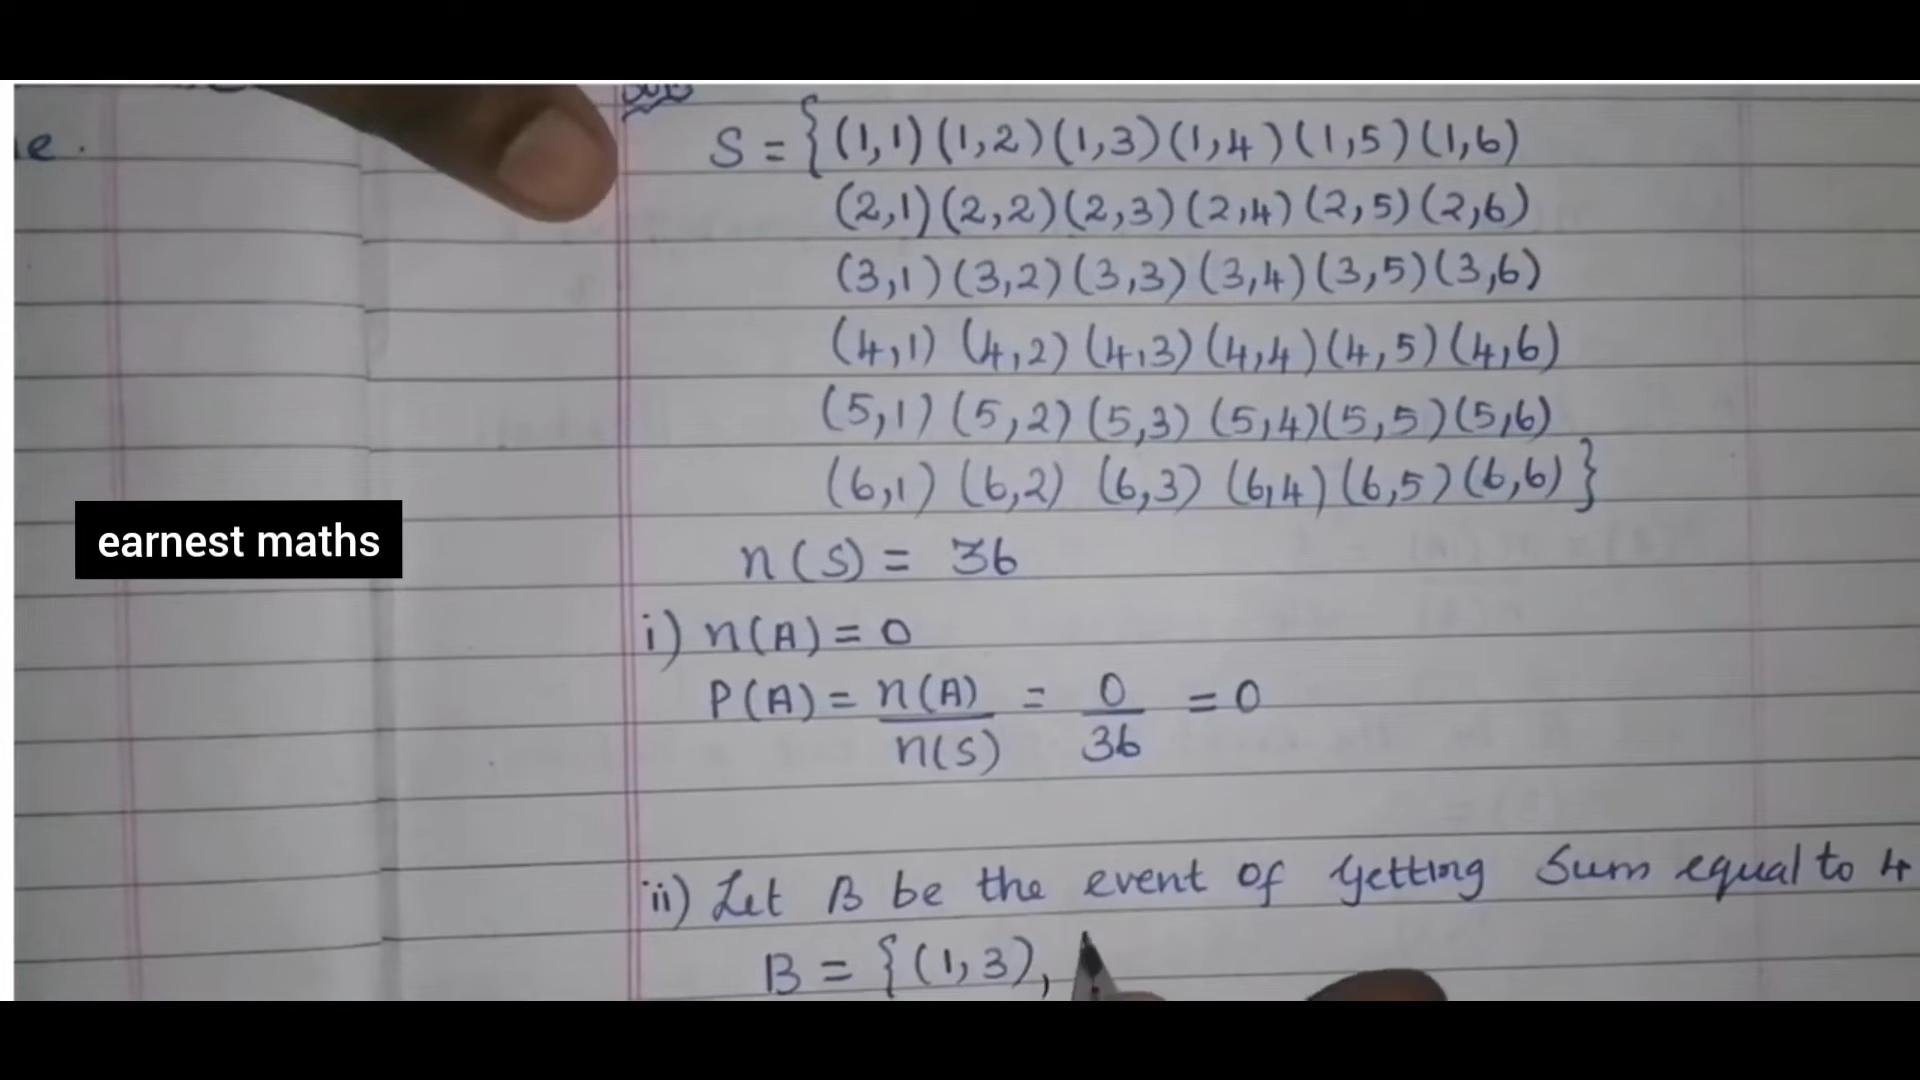 e.
S = {(1,1) (1,2) (1,3) (1,4) (1,5) (1,6)
(2,1) (2,2) (2,3) (2,4) (2,5) (2,6)
(3,1) (3,2) (3,3) (3,4) (3,5) (3,6)
(4,1) (4,2) (4,3) (4,4) (4,5) (4,6)
(5,1) (5,2) (5,3) (5,4) (5,5) (5,6)
(6,1) (6,2) (6,3) (6,4) (6,5) (6,6)}
earnest maths
n(S) = 36
i) n(A) = 0
P(A) = n(A) / n(S) = 0 / 36 = 0
ii) Let B be the event of getting Sum equal to 4
B = {(1,3),